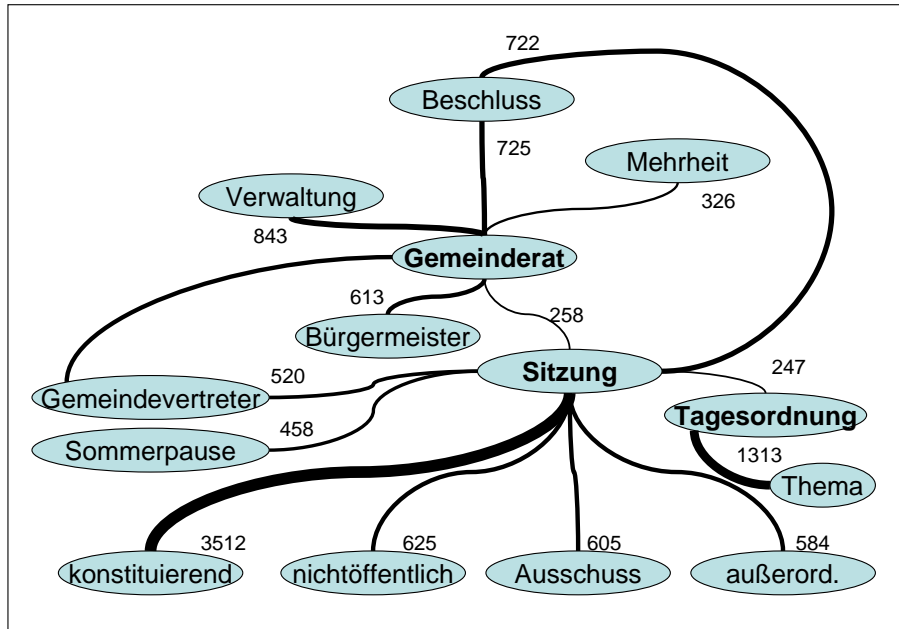 722
Beschluss
725
Mehrheit
326
Verwaltung
843
Gemeinderat
613
258
Bürgermeister
Sitzung
520
247
Gemeindevertreter
Tagesordnung
458
Sommerpause
1313
Thema
3512
625
605
584
konstituierend
nichtöffentlich
Ausschuss
außerord.